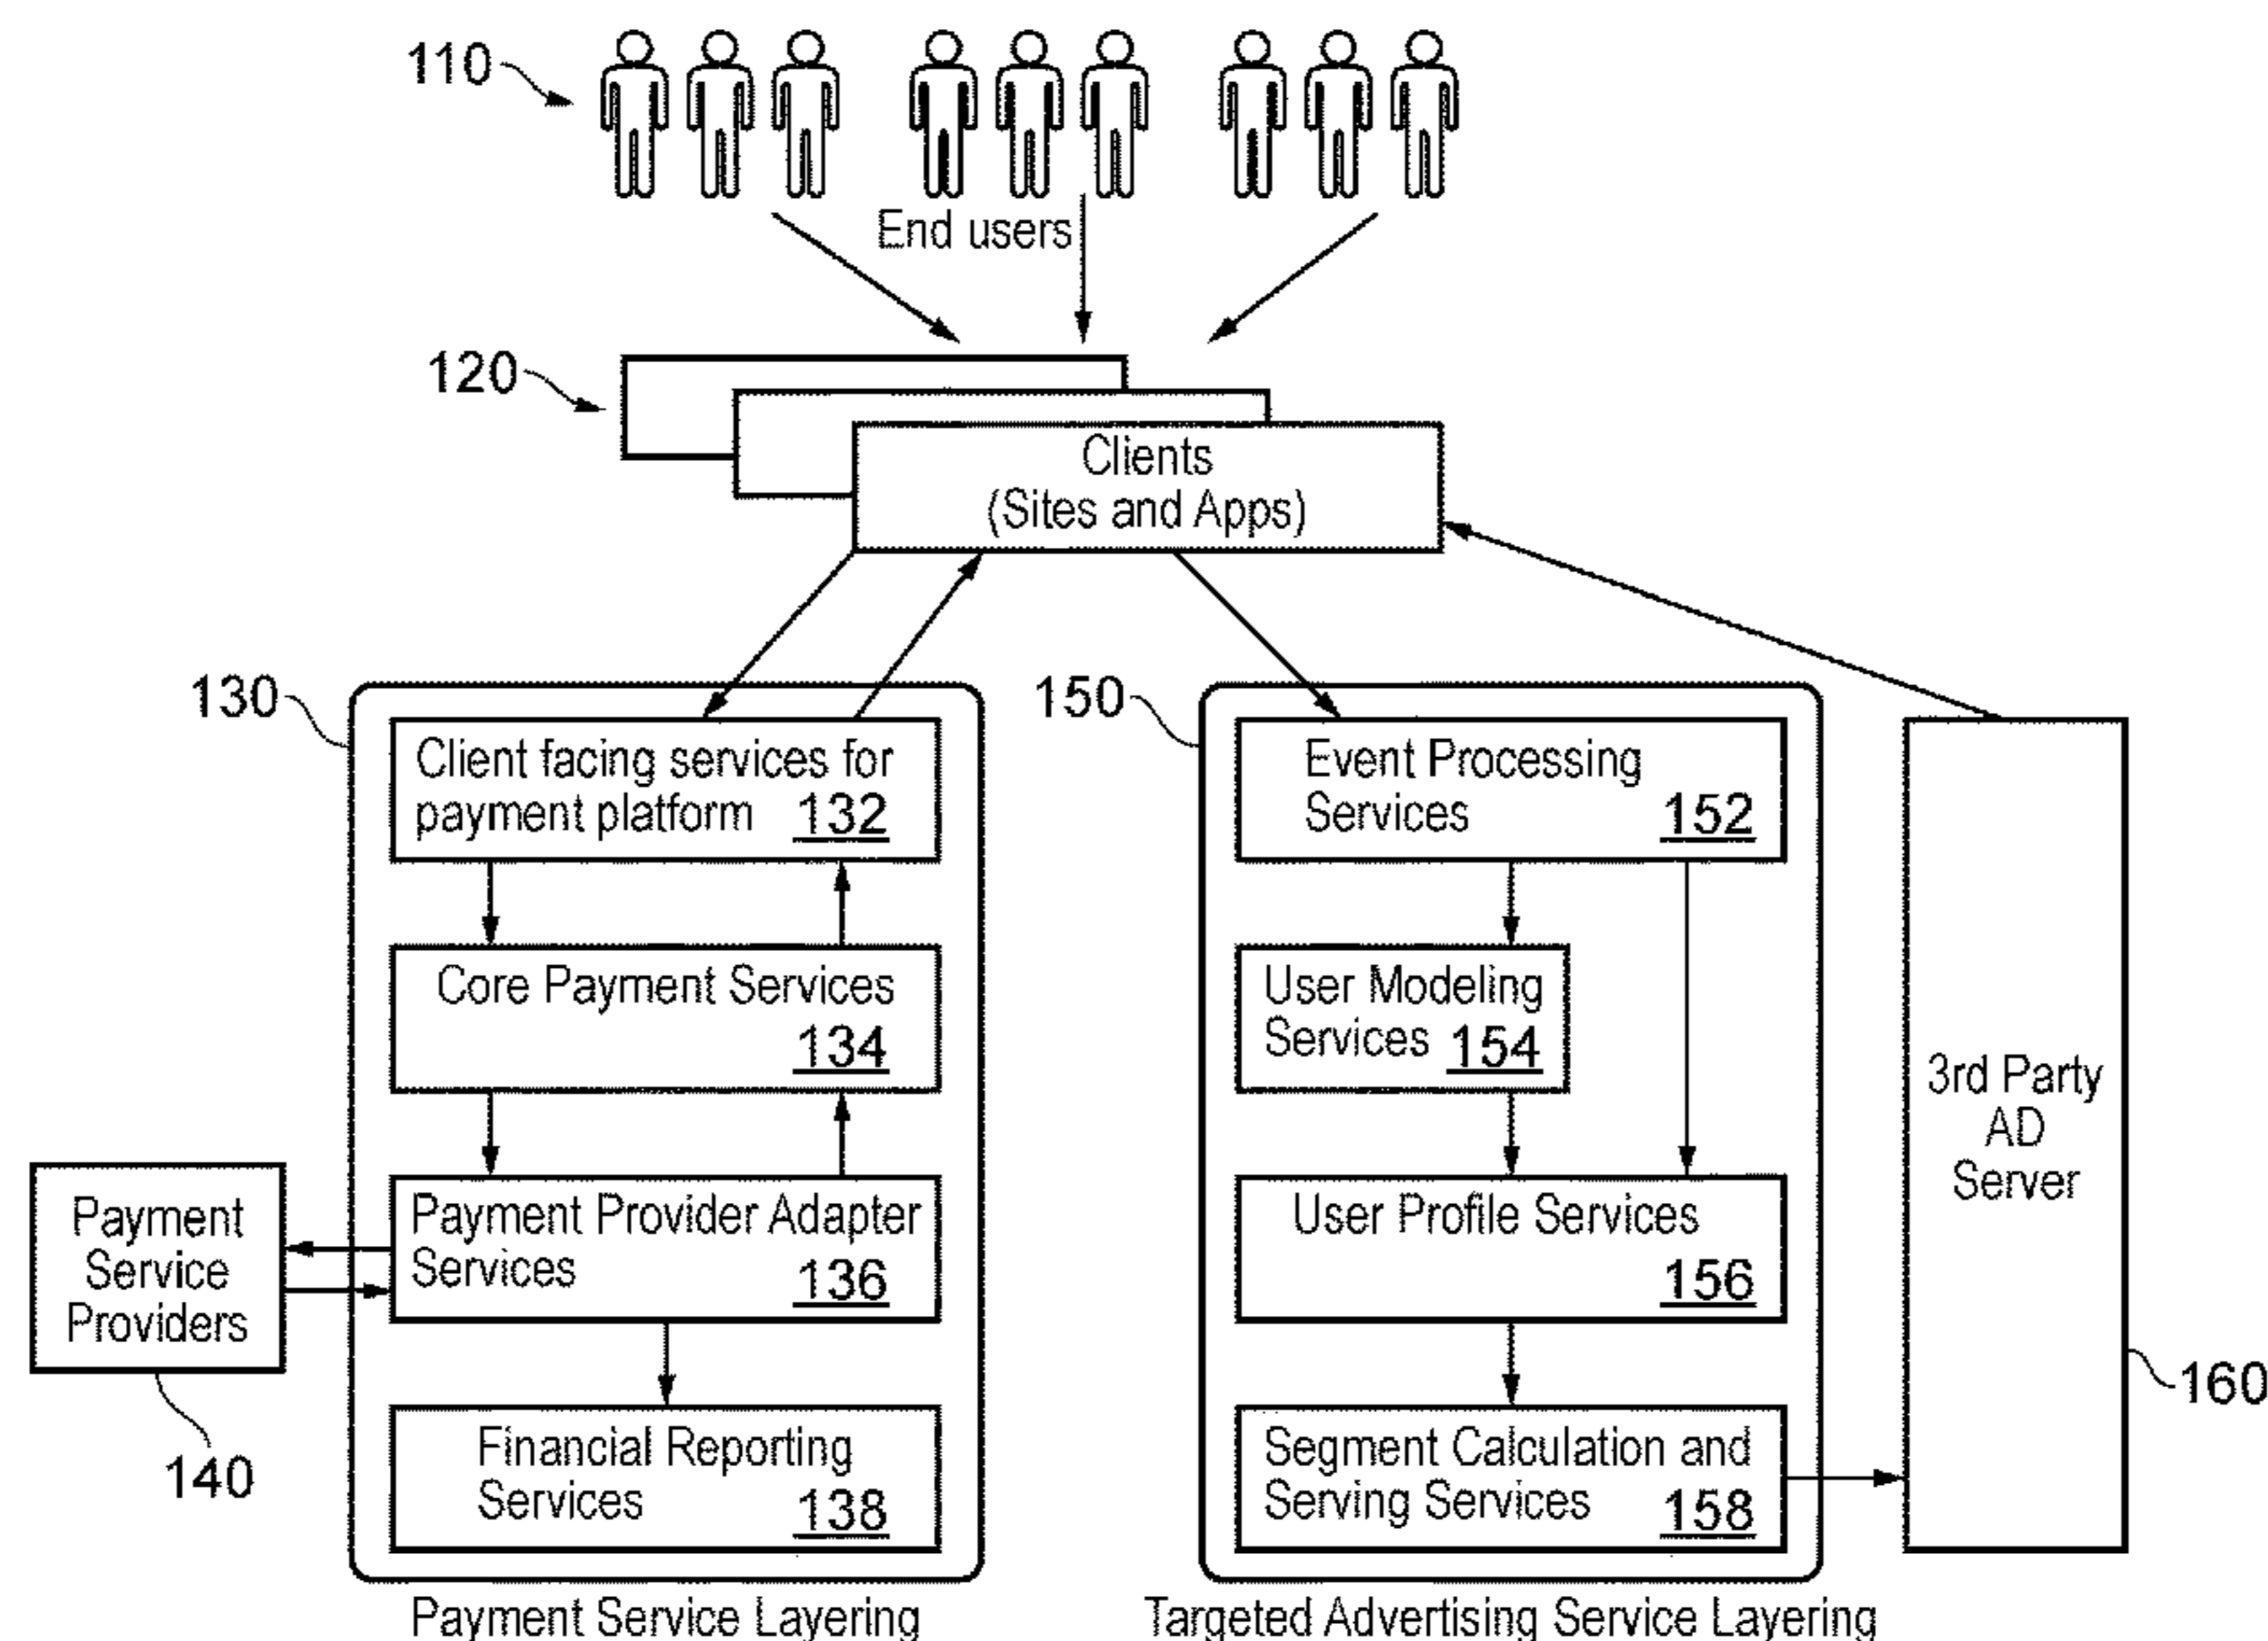 110
End users
120
Clients
(Sites and Apps)
130
Client facing services for
payment platform 132
Core Payment Services
134
Payment Provider Adapter
Services 136
Financial Reporting
Services 138
Payment Service Layering
Payment
Service
Providers
140
150
Event Processing
Services 152
User Modeling
Services 154
User Profile Services
156
Segment Calculation and
Serving Services 158
Targeted Advertising Service Layering
3rd Party
AD
Server
160